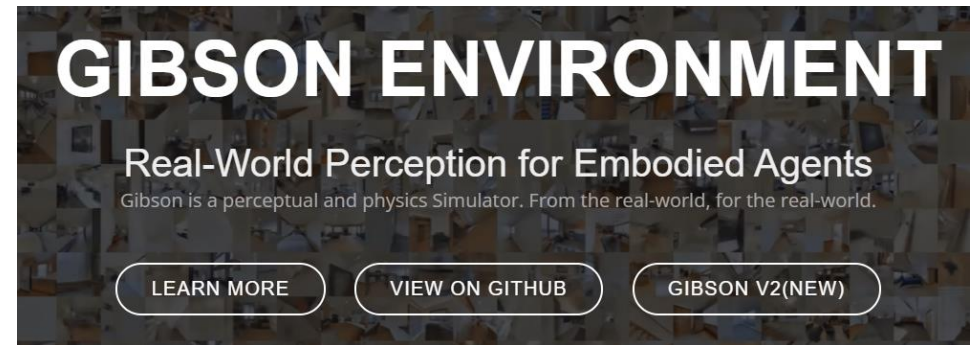 GIBSON ENVIRONMENT
Real-World Perception for Embodied Agents
Gibson is a perceptual and physics Simulator. From the real-world, for the real-world.
LEARN MORE
VIEW ON GITHUB
GIBSON V2(NEW)